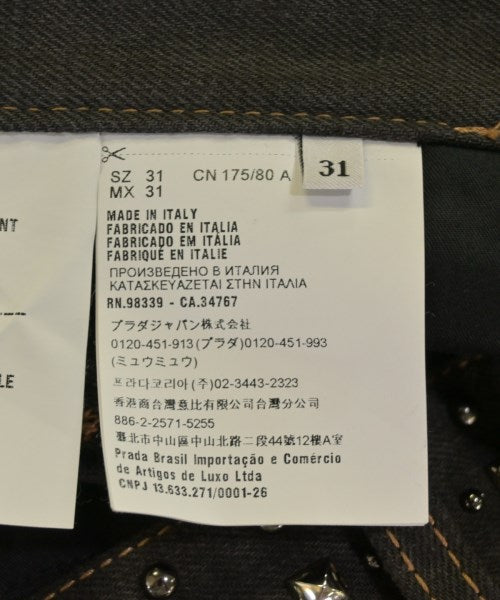 NT
LE
31
SZ 31 CN 175/80 A
MX 31
MADE IN ITALY
FABRICADO EN ITALIA
FABRICADO EM ITÁLIA
FABRIQUÉ EN ITALIE
ПРОИЗВЕДЕНО В ИТАЛИЯ
ΚΑΤΑΣΚΕΥΑΖΕΤΑΙ ΣΤΗΝ ΙΤΑΛΙΑ
RN.98339 - CA.34767
プラダジャパン株式会社
0120-451-913(プラダ)0120-451-993
(ミュウミュウ)
프라다코리아(주)02-3443-2323
香港商台灣意比有限公司台灣分公司
886-2-2571-5255
臺北市中山區中山北路二段44號12樓A室
Prada Brasil Importação e Comércio
de Artigos de Luxo Ltda
CNPJ 13.633.271/0001-26